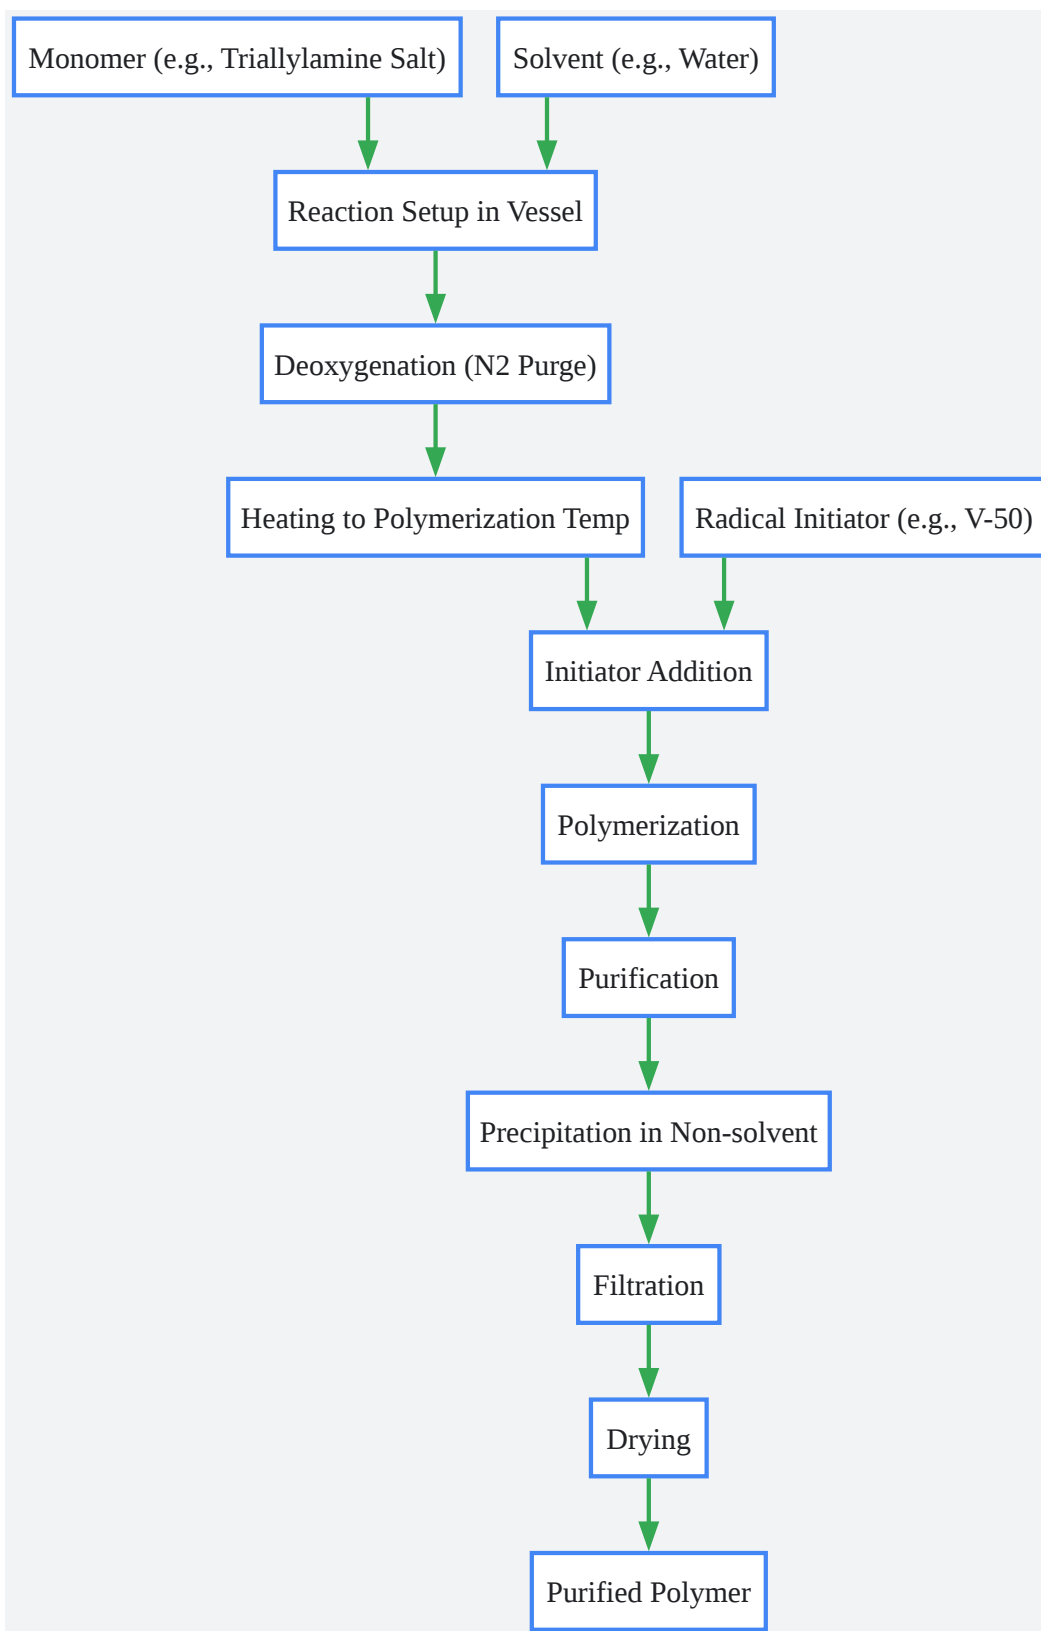 Monomer (e.g., Triallylamine Salt)
Solvent (e.g., Water)
Reaction Setup in Vessel
Deoxygenation (N2 Purge)
Heating to Polymerization Temp
Radical Initiator (e.g., V-50)
Initiator Addition
Polymerization
Purification
Precipitation in Non-solvent
Filtration
Drying
Purified Polymer